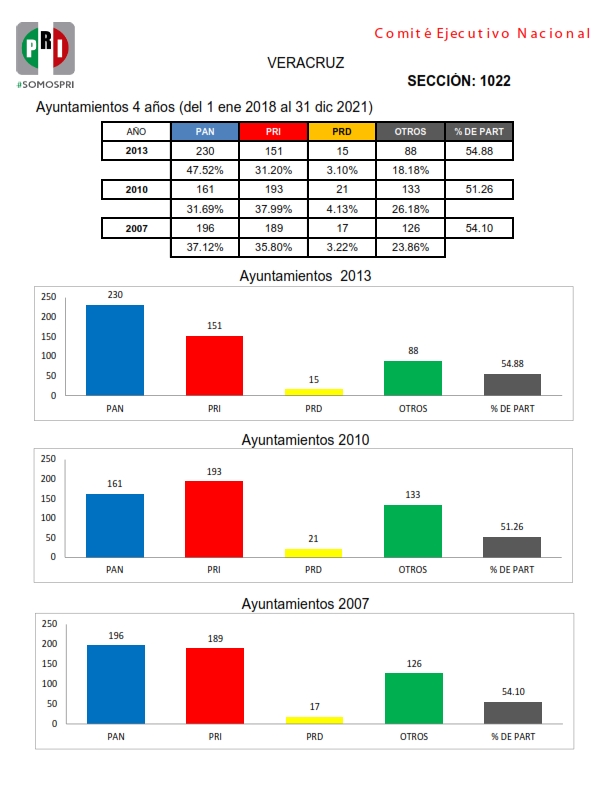 PRI
#SOMOSPRI
Comité Ejecutivo Nacional
VERACRUZ
SECCIÓN: 1022
Ayuntamientos 4 años (del 1 ene 2018 al 31 dic 2021)
AÑO PAN PRI PRD OTROS % DE PART
2013 230 151 15 88 54.88
47.52% 31.20% 3.10% 18.18%
2010 161 193 21 133 51.26
31.69% 37.99% 4.13% 26.18%
2007 196 189 17 126 54.10
37.12% 35.80% 3.22% 23.86%
Ayuntamientos 2013
250
200
150
100
50
0
230
151
15
88
54.88
PAN PRI PRD OTROS % DE PART
Ayuntamientos 2010
250
200
150
100
50
0
161
193
21
133
51.26
PAN PRI PRD OTROS % DE PART
Ayuntamientos 2007
250
200
150
100
50
0
196
189
17
126
54.10
PAN PRI PRD OTROS % DE PART